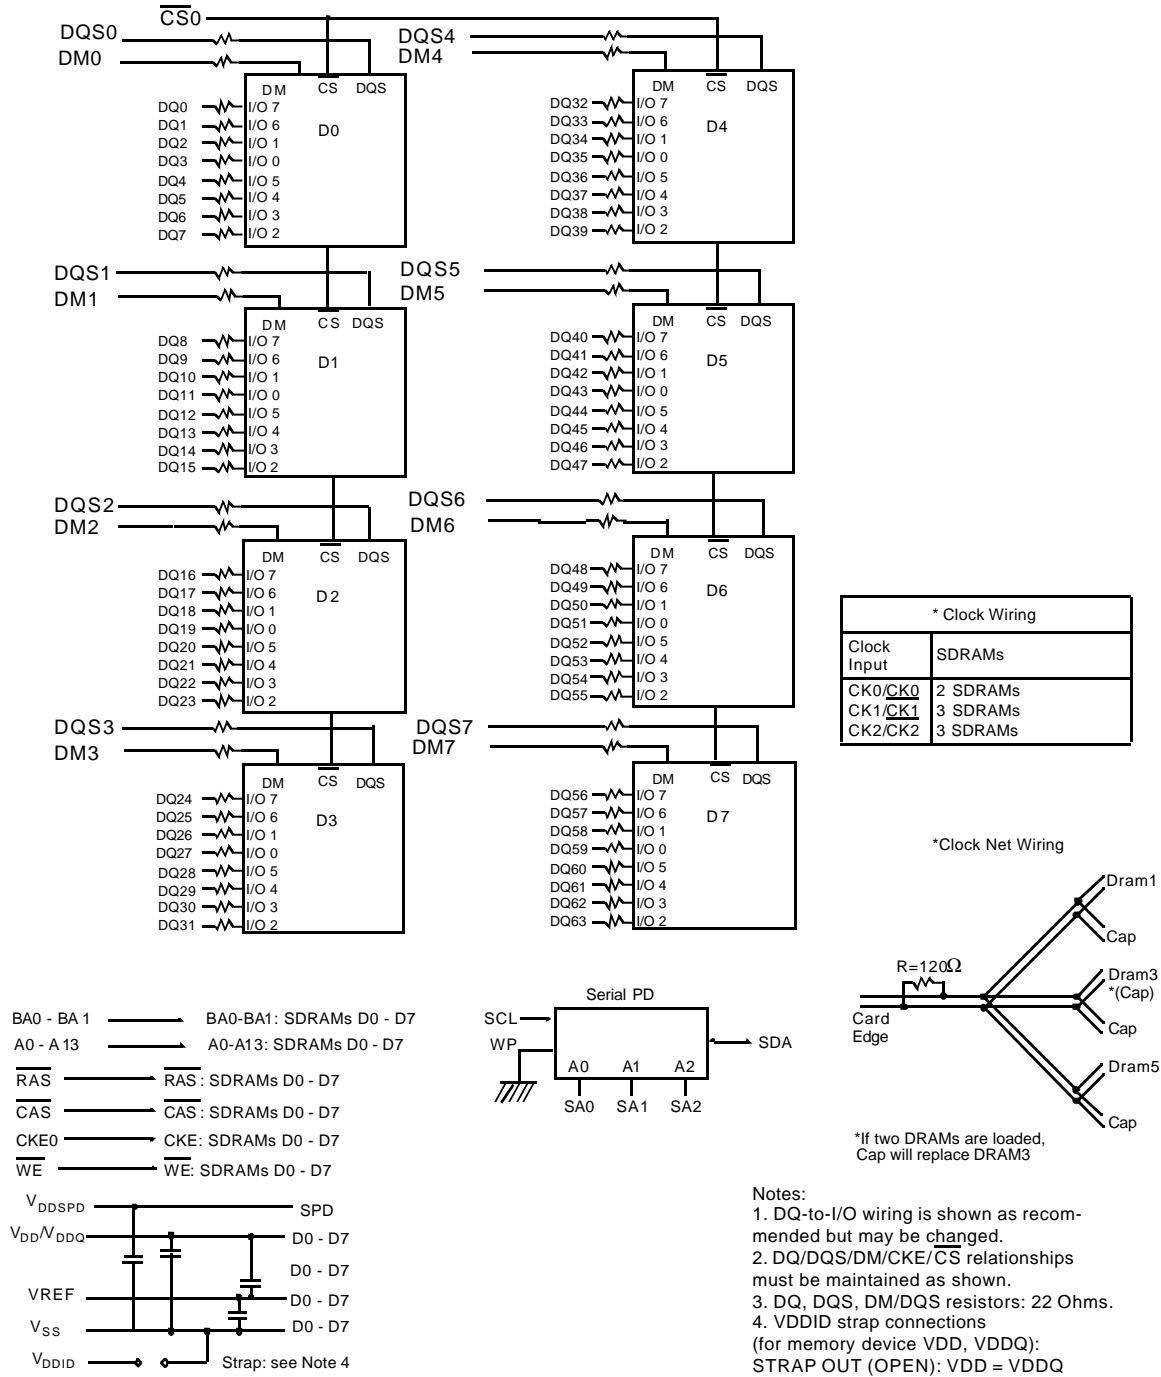 CS0
DQS0
DM0
DM CS DQS
D0
DQ0 I/O 7
DQ1 I/O 6
DQ2 I/O 1
DQ3 I/O 0
DQ4 I/O 5
DQ5 I/O 4
DQ6 I/O 3
DQ7 I/O 2
DQS4
DM4
DM CS DQS
D4
DQ32 I/O 7
DQ33 I/O 6
DQ34 I/O 1
DQ35 I/O 0
DQ36 I/O 5
DQ37 I/O 4
DQ38 I/O 3
DQ39 I/O 2
DQS1
DM1
DM CS DQS
D1
DQ8 I/O 7
DQ9 I/O 6
DQ10 I/O 1
DQ11 I/O 0
DQ12 I/O 5
DQ13 I/O 4
DQ14 I/O 3
DQ15 I/O 2
DQS5
DM5
DM CS DQS
D5
DQ40 I/O 7
DQ41 I/O 6
DQ42 I/O 1
DQ43 I/O 0
DQ44 I/O 5
DQ45 I/O 4
DQ46 I/O 3
DQ47 I/O 2
DQS2
DM2
DM CS DQS
D2
DQ16 I/O 7
DQ17 I/O 6
DQ18 I/O 1
DQ19 I/O 0
DQ20 I/O 5
DQ21 I/O 4
DQ22 I/O 3
DQ23 I/O 2
DQS6
DM6
DM CS DQS
D6
DQ48 I/O 7
DQ49 I/O 6
DQ50 I/O 1
DQ51 I/O 0
DQ52 I/O 5
DQ53 I/O 4
DQ54 I/O 3
DQ55 I/O 2
DQS3
DM3
DM CS DQS
D3
DQ24 I/O 7
DQ25 I/O 6
DQ26 I/O 1
DQ27 I/O 0
DQ28 I/O 5
DQ29 I/O 4
DQ30 I/O 3
DQ31 I/O 2
DQS7
DM7
DM CS DQS
D7
DQ56 I/O 7
DQ57 I/O 6
DQ58 I/O 1
DQ59 I/O 0
DQ60 I/O 5
DQ61 I/O 4
DQ62 I/O 3
DQ63 I/O 2
* Clock Wiring
Clock Input SDRAMs
CK0/CK0 2 SDRAMs
CK1/CK1 3 SDRAMs
CK2/CK2 3 SDRAMs
*Clock Net Wiring
Dram1
Cap
R=120Ω
Dram3
*(Cap)
Card
Edge
Cap
Dram5
Cap
*If two DRAMs are loaded,
Cap will replace DRAM3
BA0 - BA1 BA0-BA1: SDRAMs D0 - D7
A0 - A13 A0-A13: SDRAMs D0 - D7
RAS RAS: SDRAMs D0 - D7
CAS CAS: SDRAMs D0 - D7
CKE0 CKE: SDRAMs D0 - D7
WE WE: SDRAMs D0 - D7
Serial PD
SCL
WP
A0 A1 A2
SDA
SA0 SA1 SA2
VDDSPD SPD
VDD/VDDQ D0 - D7
D0 - D7
VREF D0 - D7
VSS D0 - D7
VDDID Strap: see Note 4
Notes:
1. DQ-to-I/O wiring is shown as recom-
mended but may be changed.
2. DQ/DQS/DM/CKE/CS relationships
must be maintained as shown.
3. DQ, DQS, DM/DQS resistors: 22 Ohms.
4. VDDID strap connections
(for memory device VDD, VDDQ):
STRAP OUT (OPEN): VDD = VDDQ